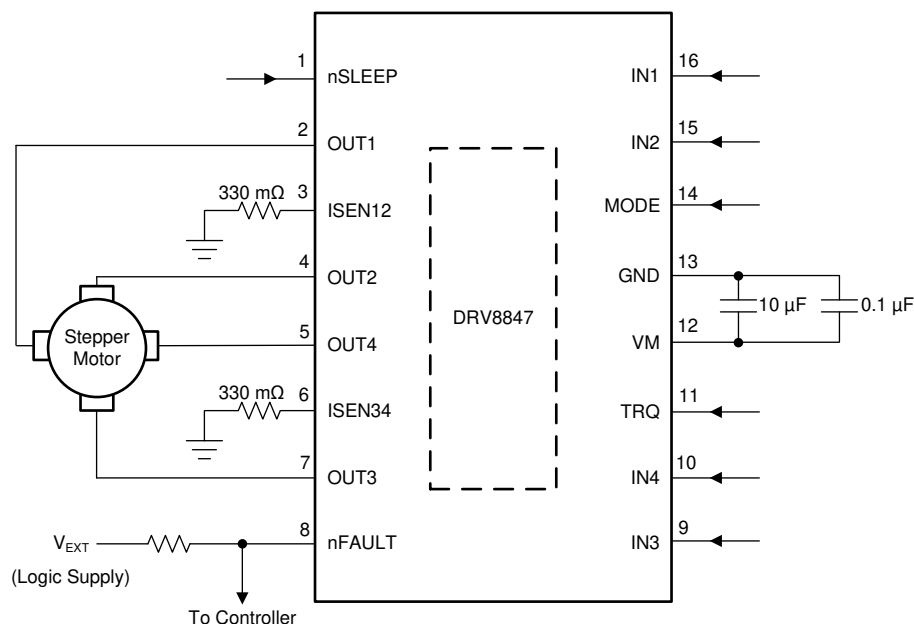 1
nSLEEP
2
OUT1
330 mΩ
3
ISEN12
4
OUT2
Stepper
Motor
5
OUT4
330 mΩ
6
ISEN34
7
OUT3
VEXT
(Logic Supply)
8
nFAULT
To Controller
DRV8847
16
IN1
15
IN2
14
MODE
13
GND
10 µF
0.1 µF
12
VM
11
TRQ
10
IN4
9
IN3